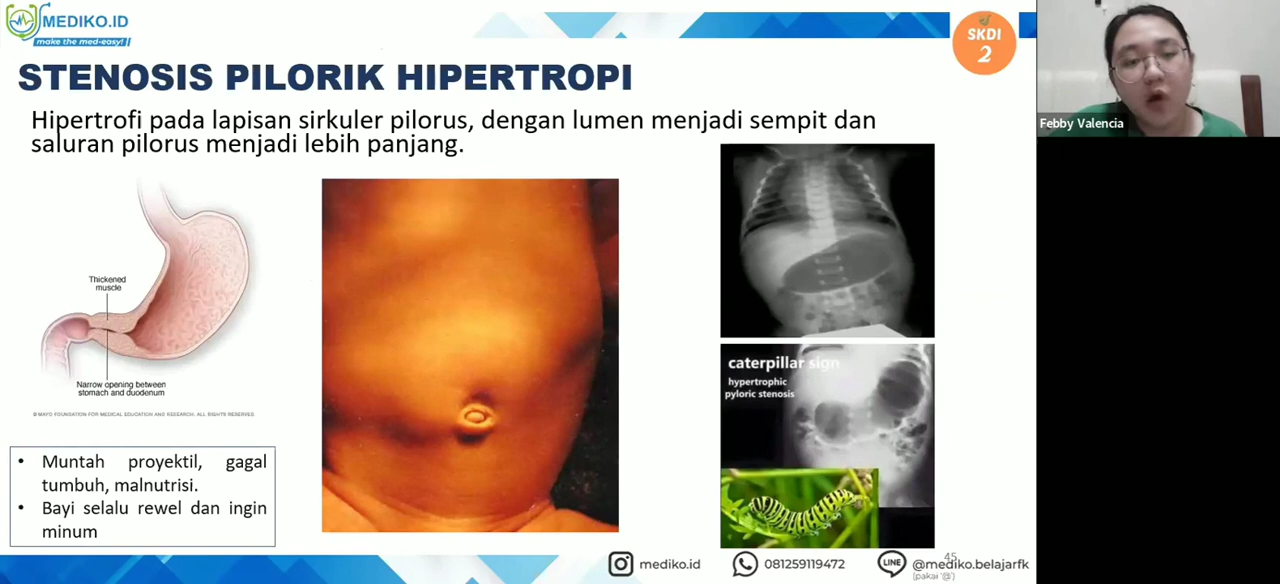 MEDIKO.ID
make the med-easy!
SKDI
2
STENOSIS PILORIK HIPERTROPI
Hipertrofi pada lapisan sirkuler pilorus, dengan lumen menjadi sempit dan
saluran pilorus menjadi lebih panjang.
Thickened
muscle
Narrow opening between
stomach and duodenum
© MAYO FOUNDATION FOR MEDICAL EDUCATION AND RESEARCH. ALL RIGHTS RESERVED.
• Muntah proyektil, gagal
tumbuh, malnutrisi.
• Bayi selalu rewel dan ingin
minum
caterpillar sign
hypertrophic
pyloric stenosis
Febby Valencia
mediko.id
081259119472
LINE
@mediko.belajarfk
(pakai '@')
45